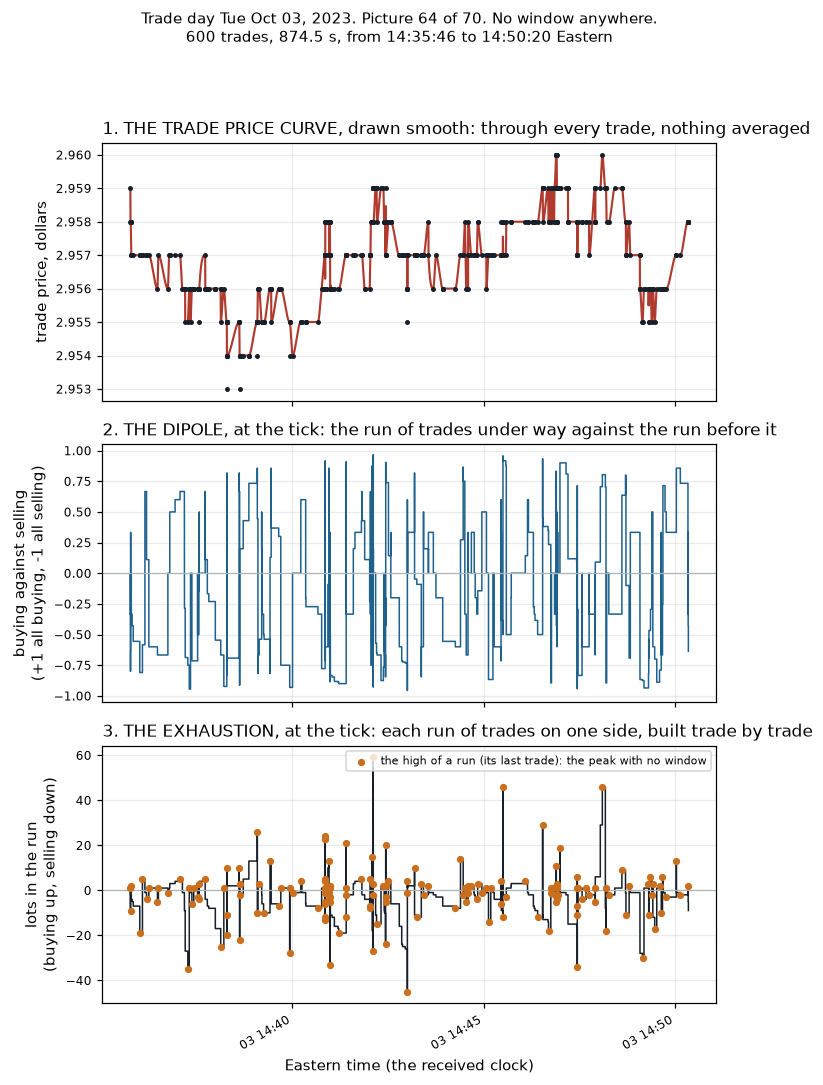 Trade day Tue Oct 03, 2023. Picture 64 of 70. No window anywhere.
600 trades, 874.5 s, from 14:35:46 to 14:50:20 Eastern
1. THE TRADE PRICE CURVE, drawn smooth: through every trade, nothing averaged
2.960
2.959
2.958
2.957
2.956
2.955
2.954
2.953
trade price, dollars
2. THE DIPOLE, at the tick: the run of trades under way against the run before it
1.00
0.75
0.50
0.25
0.00
−0.25
−0.50
−0.75
−1.00
buying against selling
(+1 all buying, -1 all selling)
3. THE EXHAUSTION, at the tick: each run of trades on one side, built trade by trade
the high of a run (its last trade): the peak with no window
60
40
20
0
−20
−40
lots in the run
(buying up, selling down)
03 14:40
03 14:45
03 14:50
Eastern time (the received clock)